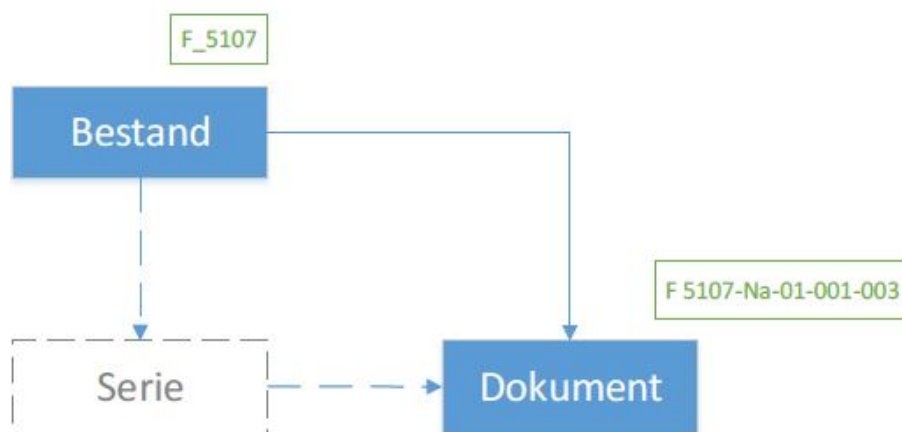 F_5107
Bestand
F 5107-Na-01-001-003
Serie
Dokument